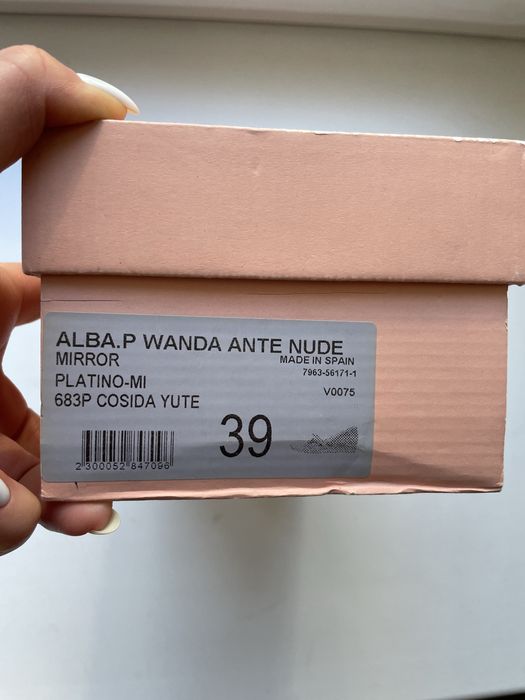 ALBA.P WANDA ANTE NUDE
MIRROR
MADE IN SPAIN
7963-56171-1
PLATINO-MI
V0075
683P COSIDA YUTE
39
2 300052 847096